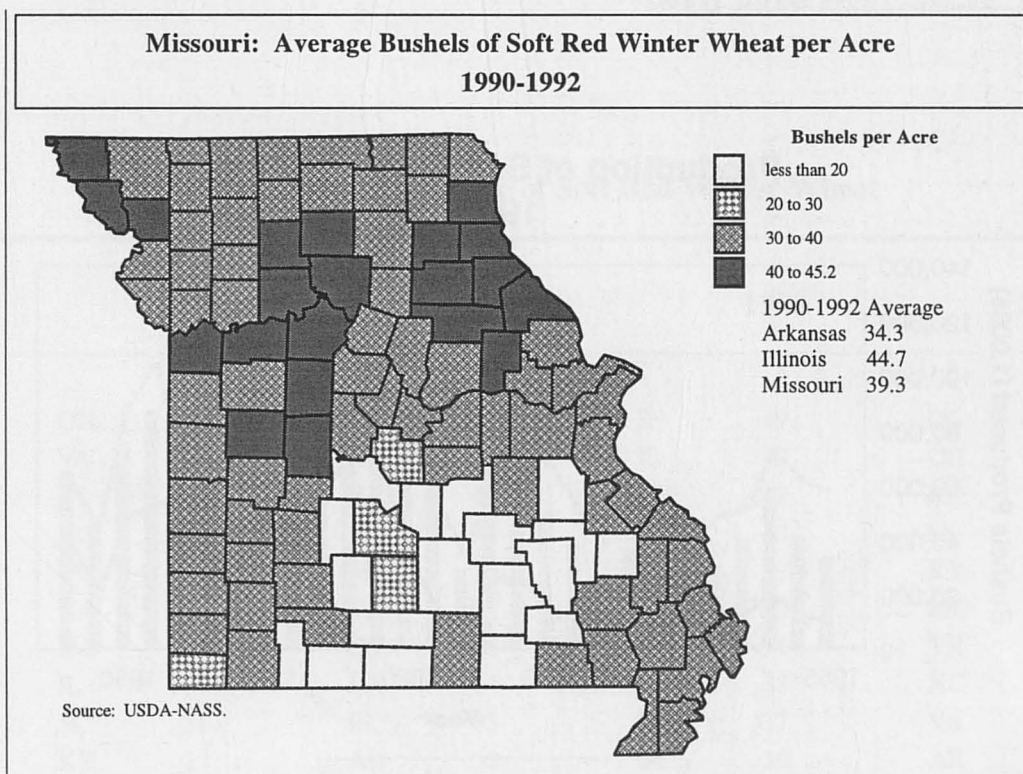 Missouri: Average Bushels of Soft Red Winter Wheat per Acre
1990-1992
Bushels per Acre
less than 20
20 to 30
30 to 40
40 to 45.2
1990-1992 Average
Arkansas 34.3
Illinois 44.7
Missouri 39.3
Source: USDA-NASS.